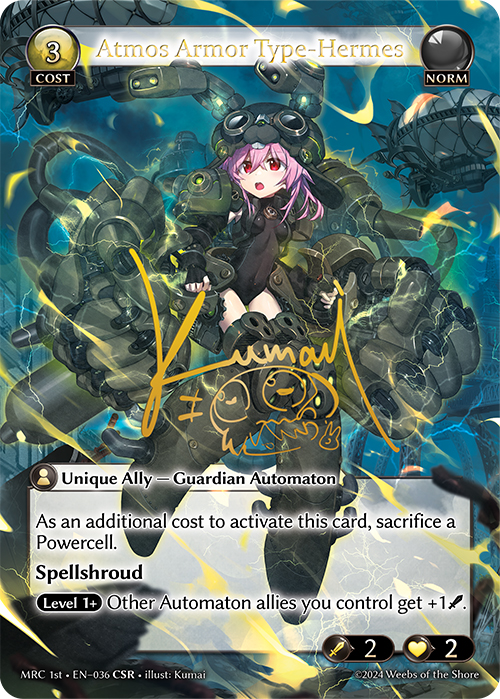 3
COST
Atmos Armor Type-Hermes
NORM
Kumai
Unique Ally — Guardian Automaton
As an additional cost to activate this card, sacrifice a
Powercell.
Spellshroud
Level 1+ Other Automaton allies you control get +1.
2 2
MRC 1st • EN-036 CSR • illust: Kumai ©2024 Weebs of the Shore